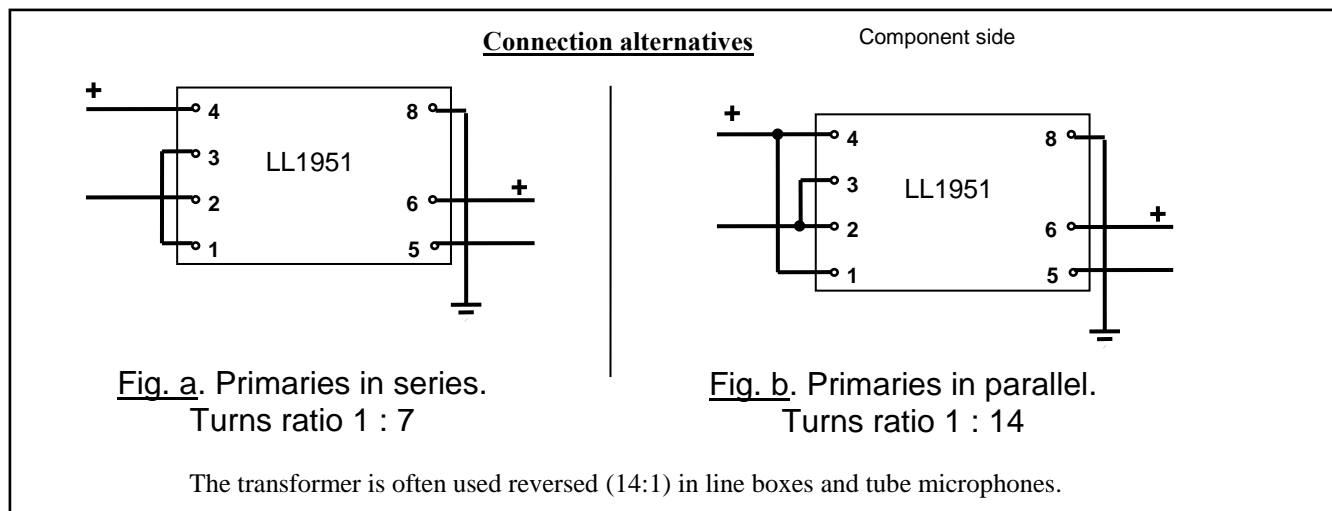 Connection alternatives
Component side
+
4
3
2
1
LL1951
8
6
5
+
Fig. a. Primaries in series.
Turns ratio 1 : 7
+
4
3
2
1
LL1951
8
6
5
+
Fig. b. Primaries in parallel.
Turns ratio 1 : 14
The transformer is often used reversed (14:1) in line boxes and tube microphones.